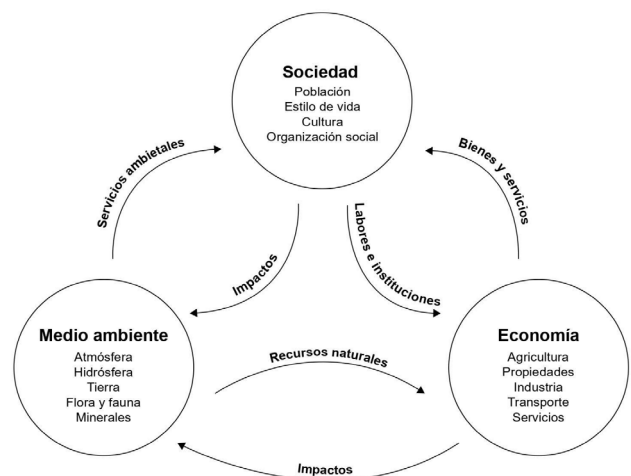 Sociedad
Población
Estilo de vida
Cultura
Organización social
Servicios ambietales
Bienes y servicios
Impactos
Labores e instituciones
Medio ambiente
Atmósfera
Hidrósfera
Tierra
Flora y fauna
Minerales
Recursos naturales
Economía
Agricultura
Propiedades
Industria
Transporte
Servicios
Impactos